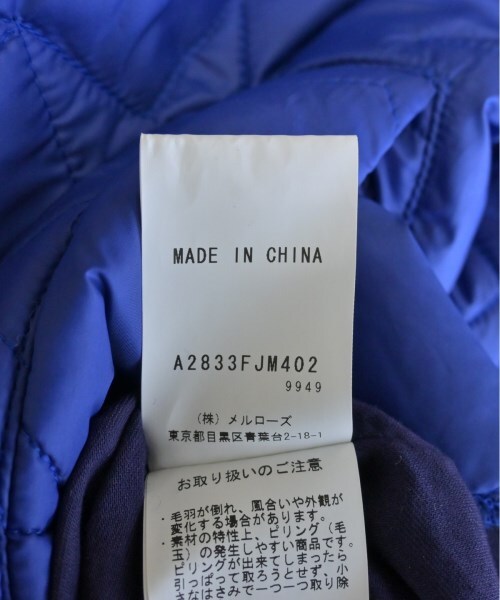 MADE IN CHINA
A2833FJM402
9949
(株) メルローズ
東京都目黒区青葉台2-18-1
お取り扱いのご注意
・毛羽が倒れ、風合いや外観が
変化する場合があります。
・素材の特性上、ピリング(毛
玉)の発生しやすい商品です。
ピリングが出来てしまったら
引っぱって取ろうとせず、小
さなはさみで一つ一つ取り除